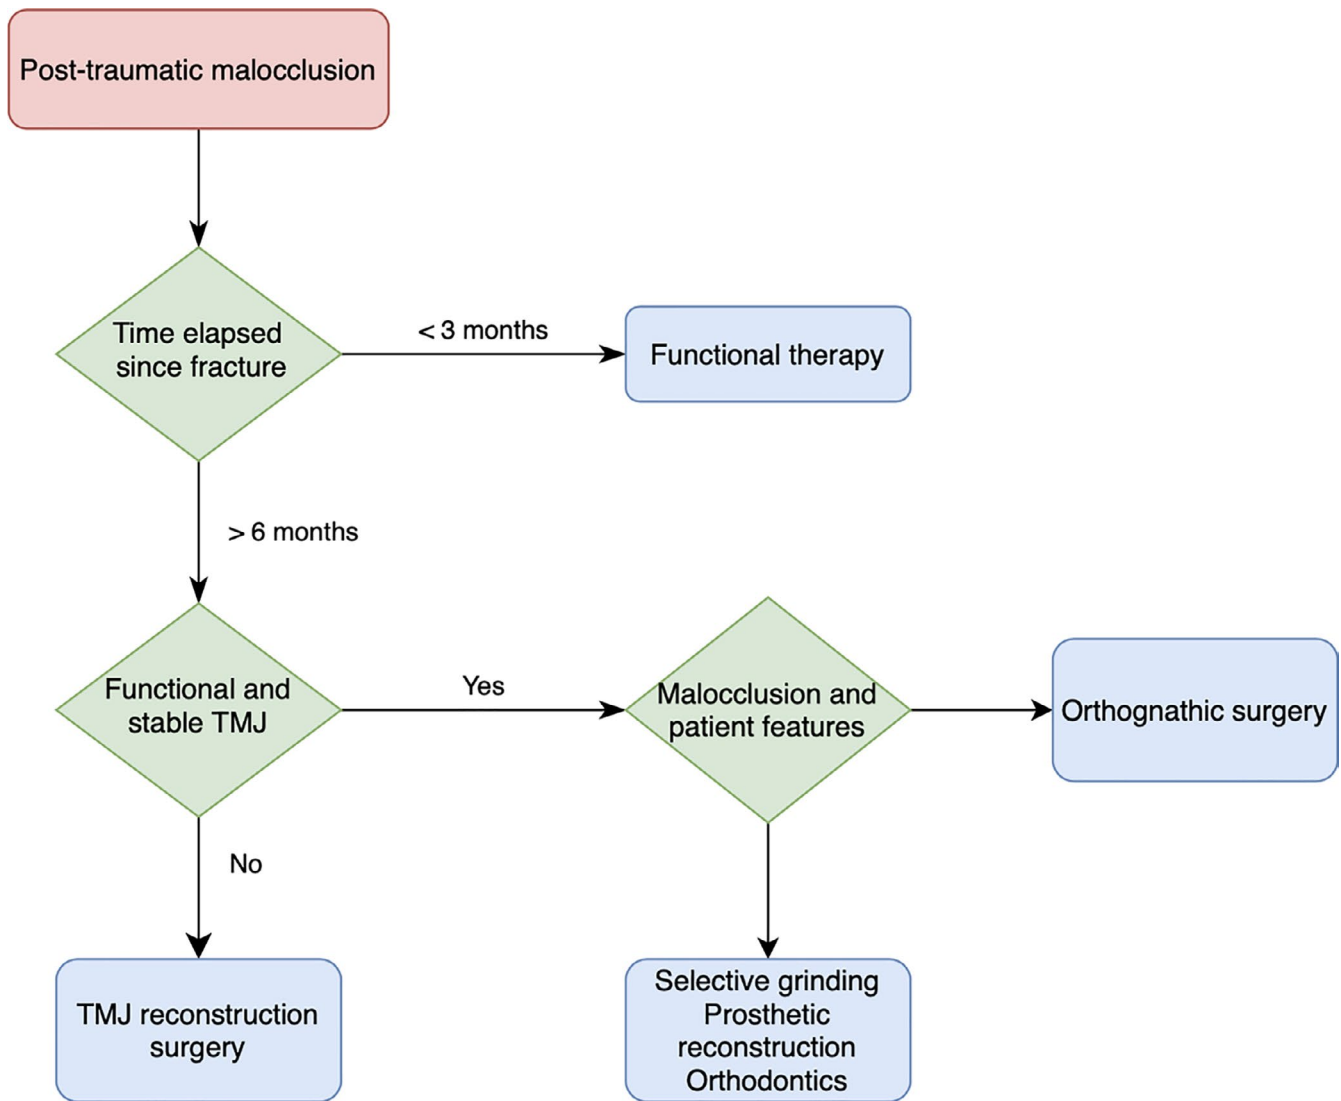 Post-traumatic malocclusion
Time elapsed
since fracture
< 3 months
Functional therapy
> 6 months
Functional and
stable TMJ
Yes
Malocclusion and
patient features
Orthognathic surgery
No
TMJ reconstruction
surgery
Selective grinding
Prosthetic
reconstruction
Orthodontics